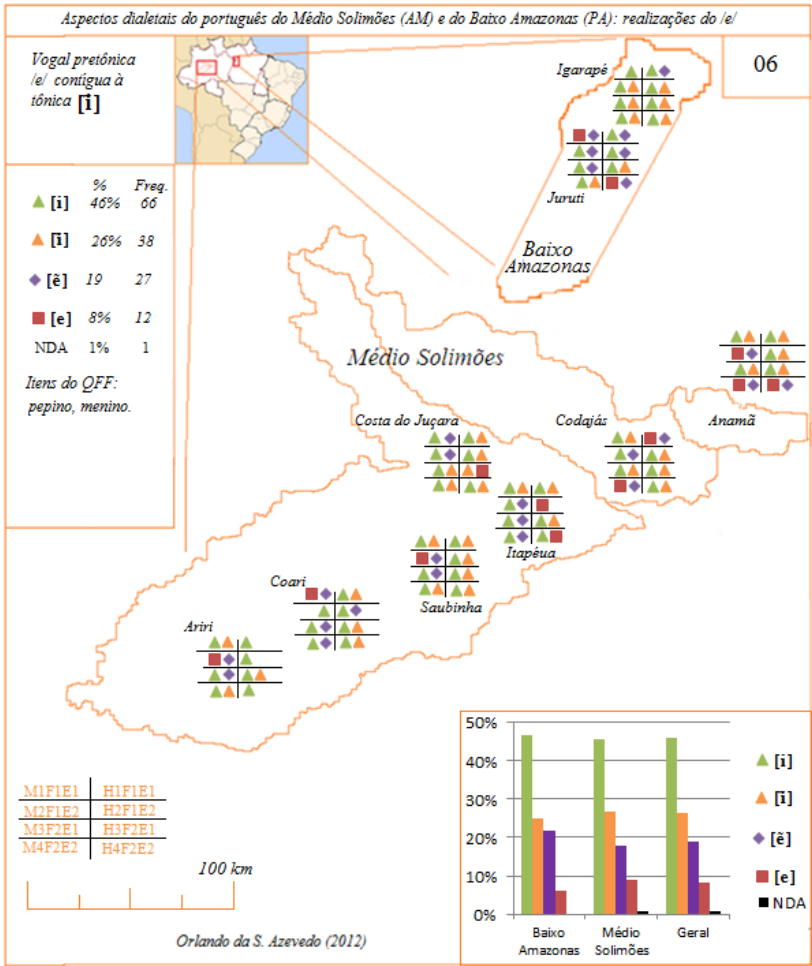 Aspectos dialetais do português do Médio Solimões (AM) e do Baixo Amazonas (PA): realizações do /e/
Vogal pretônica
/e/ contígua à
tônica [ĩ]
06
% Freq.
[i] 46% 66
[ĩ] 26% 38
[ẽ] 19 27
[e] 8% 12
NDA 1% 1
Itens do QFF:
pepino, menino.
Igarapé
Juruti
Baixo
Amazonas
Médio Solimões
Costa do Juçara
Codajás
Anamã
Itapéua
Saubinha
Coari
Ariri
M1F1E1 H1F1E1
M2F1E2 H2F1E2
M3F2E1 H3F2E1
M4F2E2 H4F2E2
100 km
Orlando da S. Azevedo (2012)
50%
40%
30%
20%
10%
0%
Baixo
Amazonas
Médio
Solimões
Geral
[i]
[ĩ]
[ẽ]
[e]
NDA